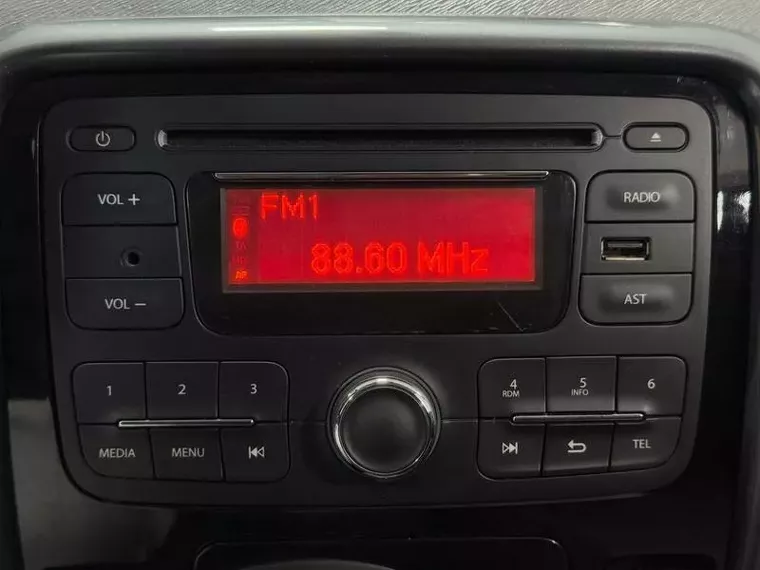 VOL +
RADIO
FM1
88.60 MHz
VOL −
AST
1 2 3
4 5 6
RDM INFO
MEDIA MENU
TEL